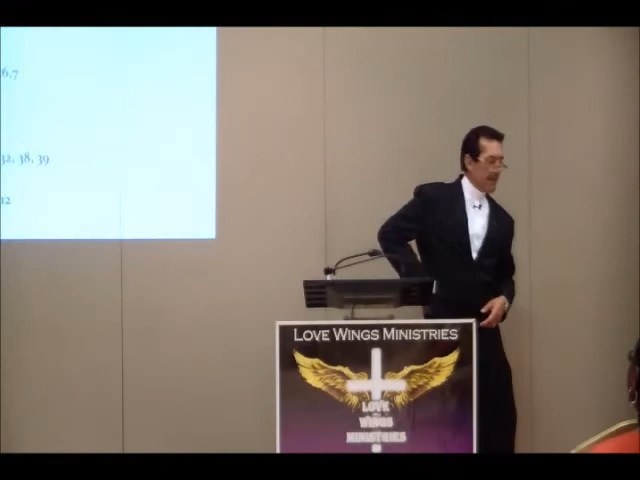 6,7
32, 38, 39
12
LOVE WINGS MINISTRIES
LOVE
WINGS
MINISTRIES